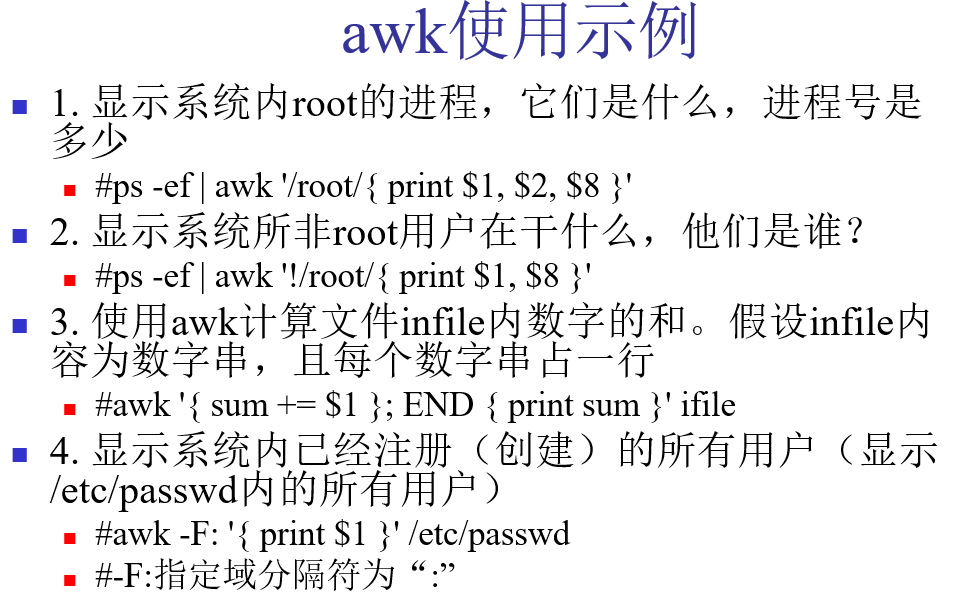 awk使用示例
1. 显示系统内root的进程，它们是什么，进程号是
多少
#ps -ef | awk '/root/{ print $1, $2, $8 }'
2. 显示系统所非root用户在干什么，他们是谁？
#ps -ef | awk '!/root/{ print $1, $8 }'
3. 使用awk计算文件infile内数字的和。假设infile内
容为数字串，且每个数字串占一行
#awk '{ sum += $1 }; END { print sum }' ifile
4. 显示系统内已经注册（创建）的所有用户（显示
/etc/passwd内的所有用户）
#awk -F: '{ print $1 }' /etc/passwd
#-F:指定域分隔符为“:”